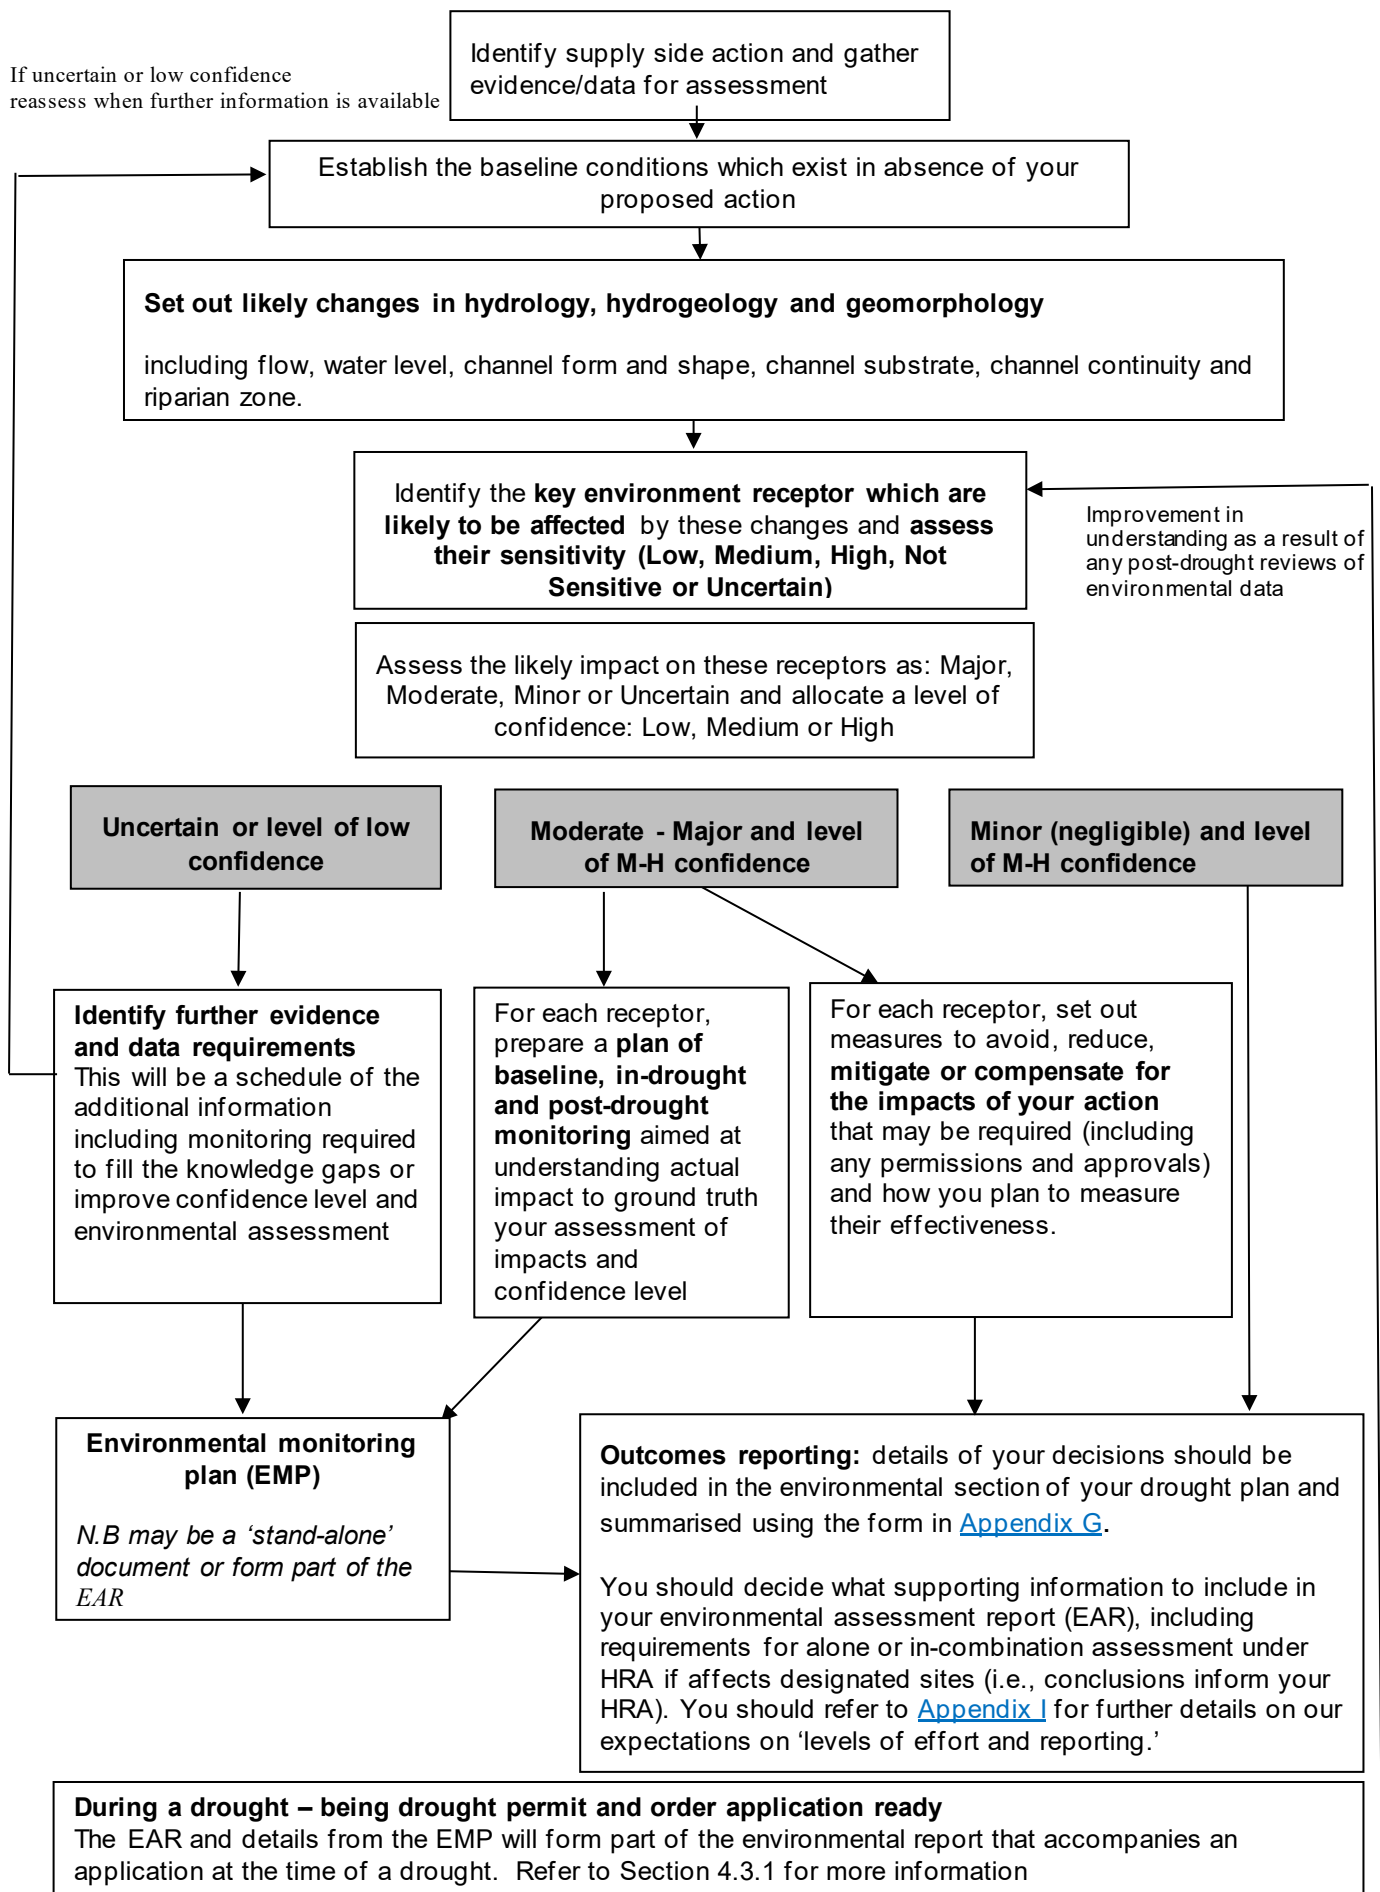 Identify supply side action and gather
evidence/data for assessment
If uncertain or low confidence
reassess when further information is available
Establish the baseline conditions which exist in absence of your
proposed action
Set out likely changes in hydrology, hydrogeology and geomorphology
including flow, water level, channel form and shape, channel substrate, channel continuity and
riparian zone.
Identify the key environment receptor which are
likely to be affected by these changes and assess
their sensitivity (Low, Medium, High, Not
Sensitive or Uncertain)
Improvement in
understanding as a result of
any post-drought reviews of
environmental data
Assess the likely impact on these receptors as: Major,
Moderate, Minor or Uncertain and allocate a level of
confidence: Low, Medium or High
Uncertain or level of low
confidence
Moderate - Major and level
of M-H confidence
Minor (negligible) and level
of M-H confidence
Identify further evidence
and data requirements
This will be a schedule of the
additional information
including monitoring required
to fill the knowledge gaps or
improve confidence level and
environmental assessment
For each receptor,
prepare a plan of
baseline, in-drought
and post-drought
monitoring aimed at
understanding actual
impact to ground truth
your assessment of
impacts and
confidence level
For each receptor, set out
measures to avoid, reduce,
mitigate or compensate for
the impacts of your action
that may be required (including
any permissions and approvals)
and how you plan to measure
their effectiveness.
Environmental monitoring
plan (EMP)
N.B may be a ‘stand-alone’
document or form part of the
EAR
Outcomes reporting: details of your decisions should be
included in the environmental section of your drought plan and
summarised using the form in Appendix G.
You should decide what supporting information to include in
your environmental assessment report (EAR), including
requirements for alone or in-combination assessment under
HRA if affects designated sites (i.e., conclusions inform your
HRA). You should refer to Appendix I for further details on our
expectations on ‘levels of effort and reporting.’
During a drought – being drought permit and order application ready
The EAR and details from the EMP will form part of the environmental report that accompanies an
application at the time of a drought. Refer to Section 4.3.1 for more information